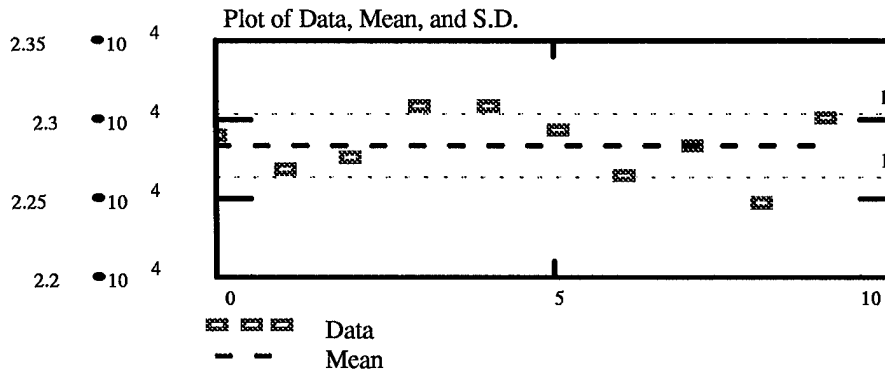 Plot of Data, Mean, and S.D.
2.35 •10 4
2.3 •10 4
2.25 •10 4
2.2 •10 4
0 5 10
Data
Mean